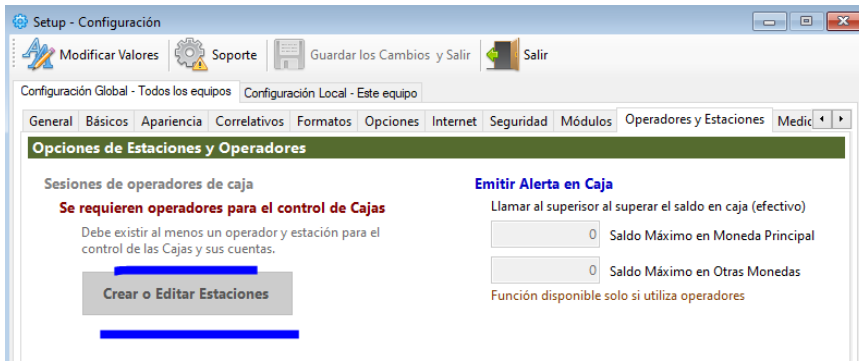 Setup - Configuración
Modificar Valores Soporte Guardar los Cambios y Salir Salir
Configuración Global - Todos los equipos Configuración Local - Este equipo
General Básicos Apariencia Correlativos Formatos Opciones Internet Seguridad Módulos Operadores y Estaciones Medic
Opciones de Estaciones y Operadores
Sesiones de operadores de caja
Se requieren operadores para el control de Cajas
Debe existir al menos un operador y estación para el
control de las Cajas y sus cuentas.
Crear o Editar Estaciones
Emitir Alerta en Caja
Llamar al superisor al superar el saldo en caja (efectivo)
0 Saldo Máximo en Moneda Principal
0 Saldo Máximo en Otras Monedas
Función disponible solo si utiliza operadores